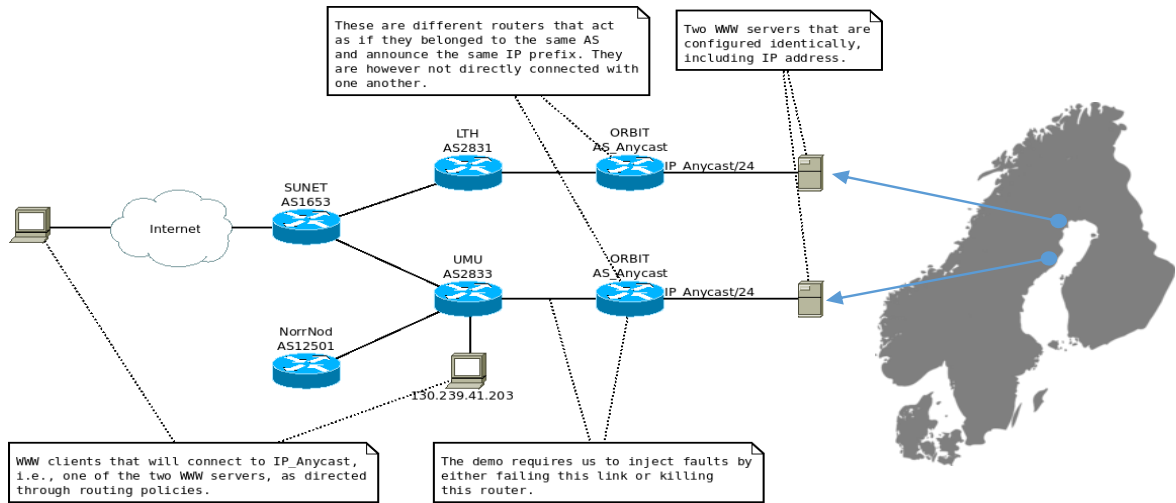 These are different routers that act
as if they belonged to the same AS
and announce the same IP prefix. They
are however not directly connected with
one another.
Two WWW servers that are
configured identically,
including IP address.
LTH
AS2831
ORBIT
AS_Anycast
IP_Anycast/24
SUNET
AS1653
Internet
UMU
AS2833
ORBIT
AS_Anycast
IP_Anycast/24
NorrNod
AS12501
130.239.41.203
WWW clients that will connect to IP_Anycast,
i.e., one of the two WWW servers, as directed
through routing policies.
The demo requires us to inject faults by
either failing this link or killing
this router.